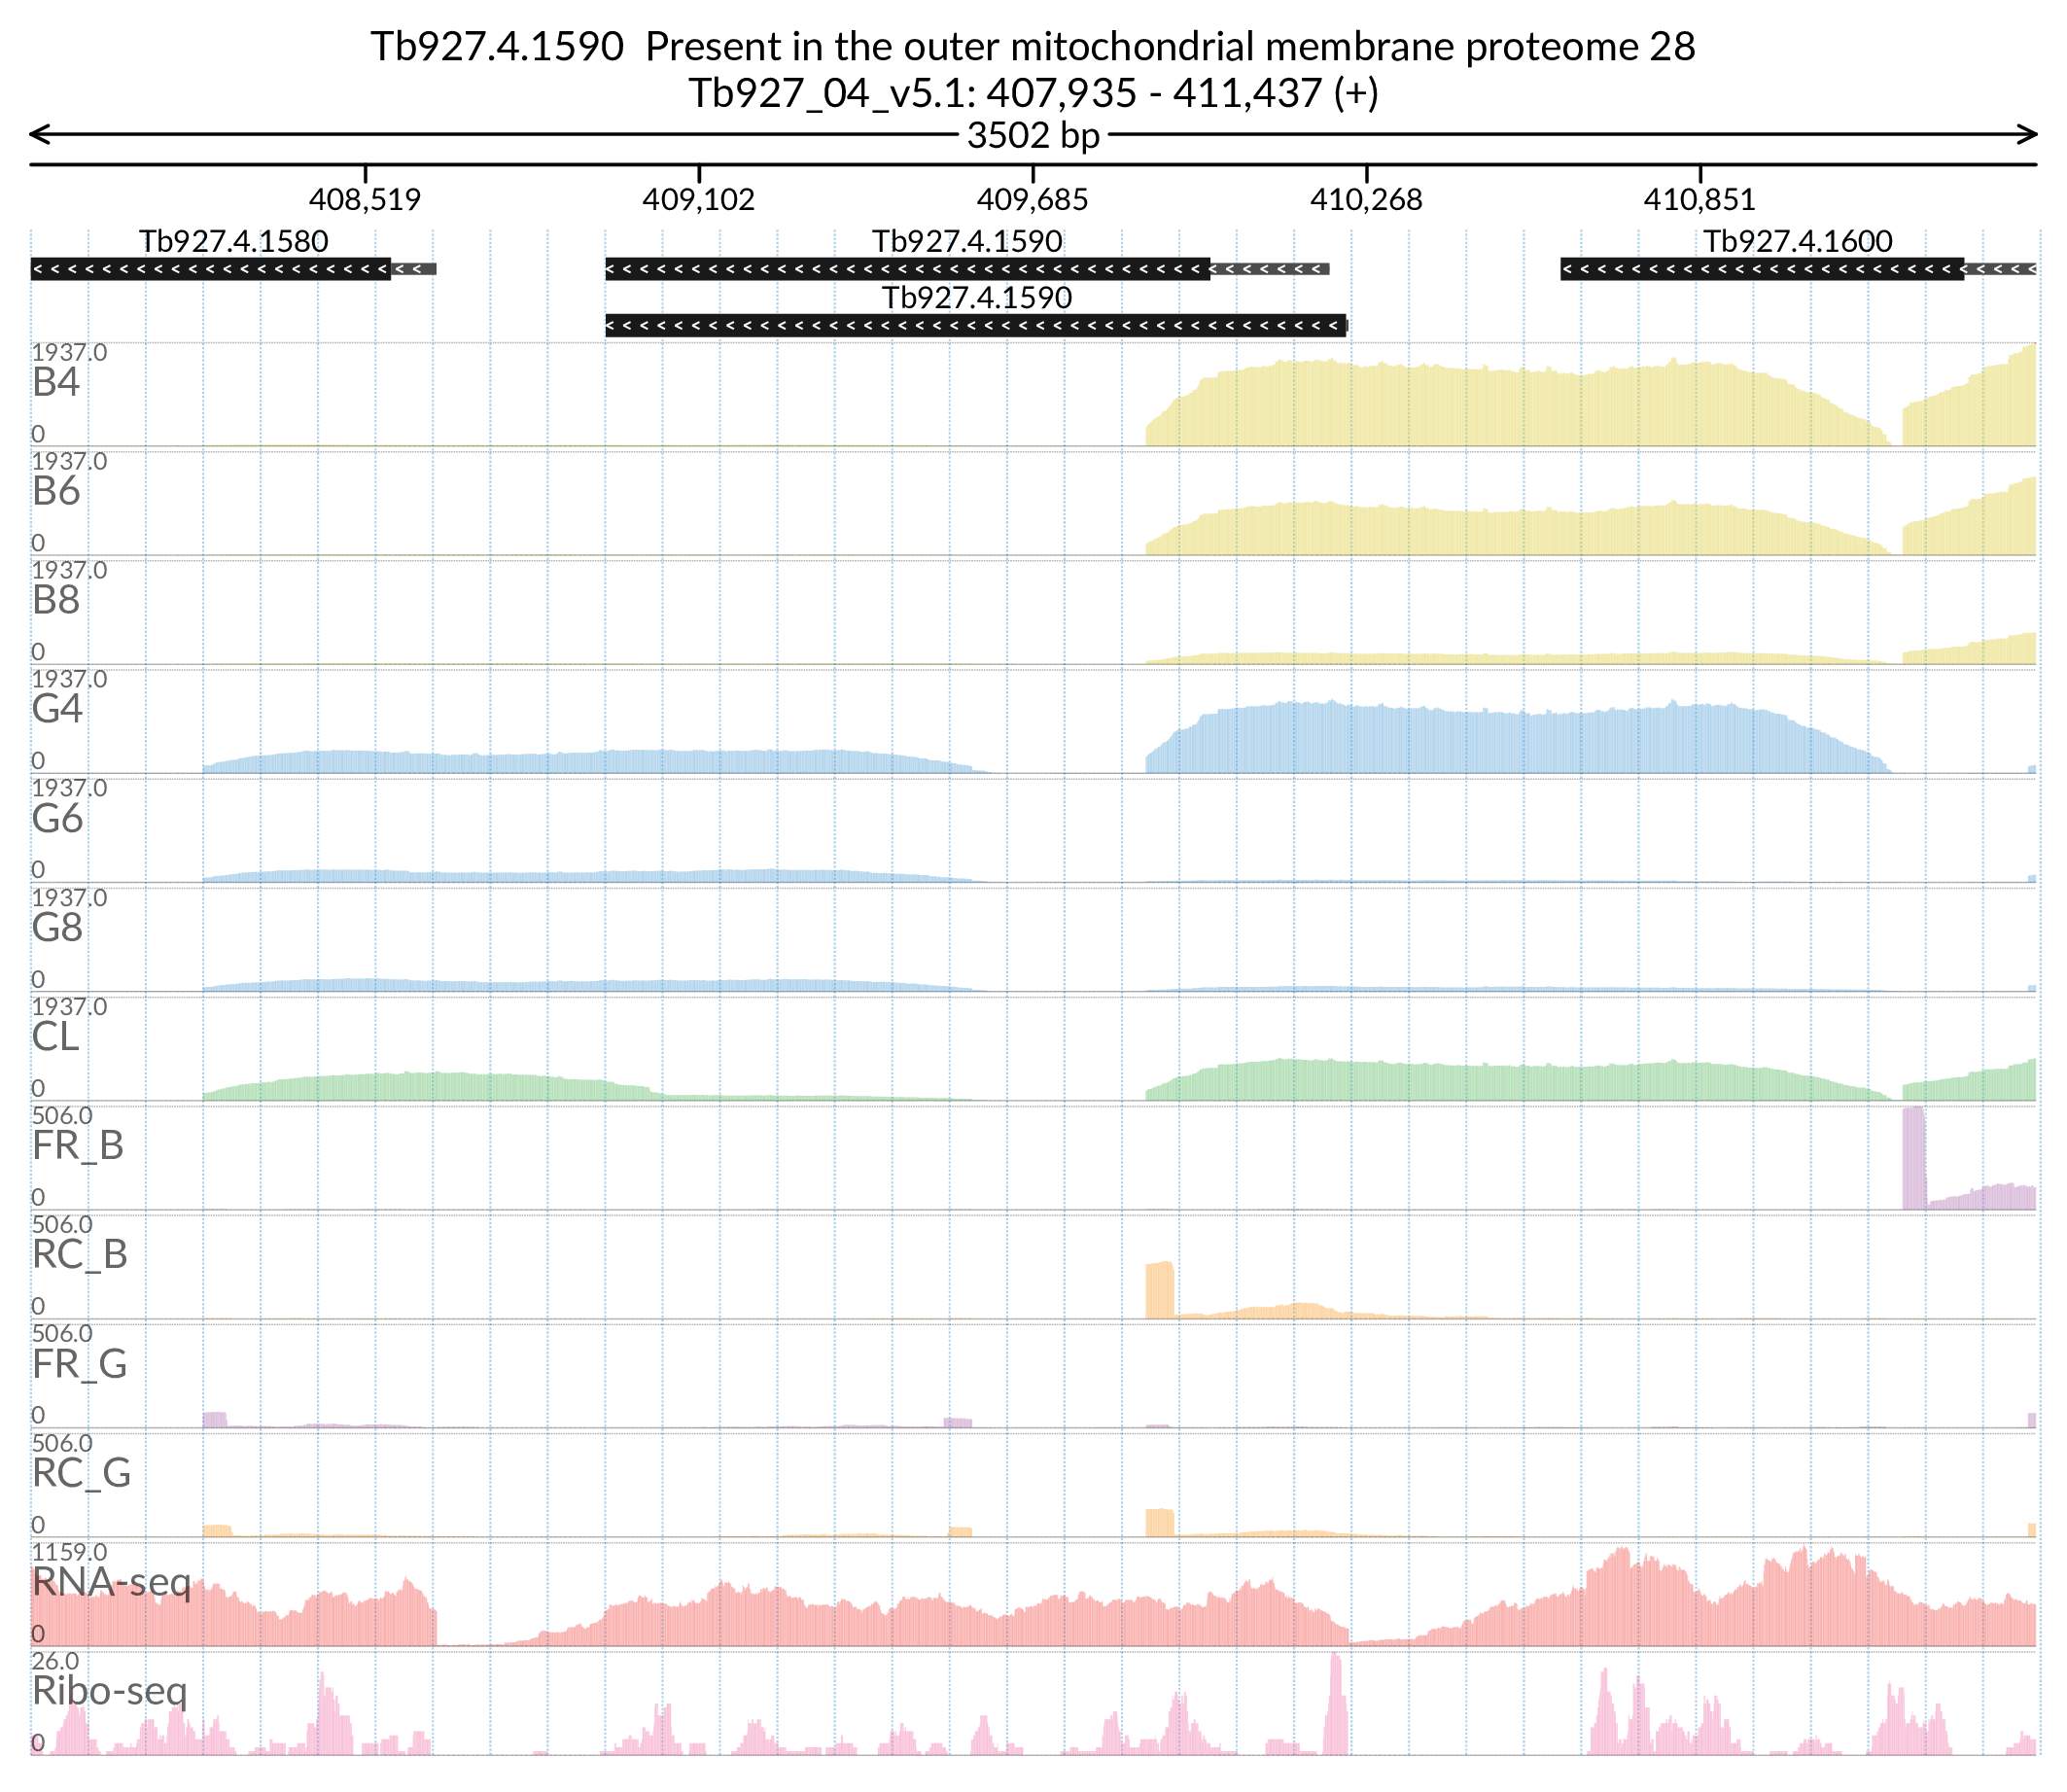 Tb927.4.1590  Present in the outer mitochondrial membrane proteome 28
Tb927_04_v5.1: 407,935 - 411,437 (+)
3502 bp
408,519 409,102 409,685 410,268 410,851
Tb927.4.1580 Tb927.4.1590 Tb927.4.1600
Tb927.4.1590
1937.0
B4
0
1937.0
B6
0
1937.0
B8
0
1937.0
G4
0
1937.0
G6
0
1937.0
G8
0
1937.0
CL
0
506.0
FR_B
0
506.0
RC_B
0
506.0
FR_G
0
506.0
RC_G
0
1159.0
RNA-seq
0
26.0
Ribo-seq
0